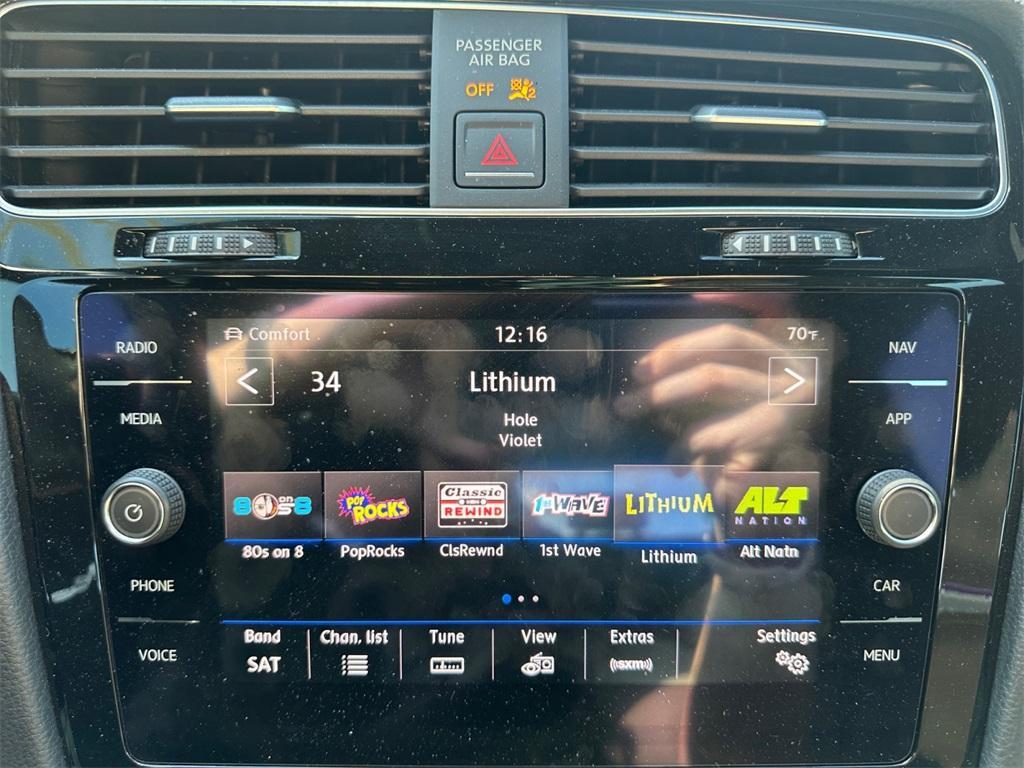 PASSENGER
AIR BAG
OFF
2
RADIO
MEDIA
PHONE
VOICE
Comfort
12:16
70°F
34
Lithium
Hole
Violet
80s on 8
POP ROCKS
Classic
REWIND
1st WAVE
LITHIUM
ALT
NATION
80s on 8
PopRocks
ClsRewnd
1st Wave
Lithium
Alt Natn
Band
SAT
Chan. list
Tune
View
Extras
((sxm))
Settings
NAV
APP
CAR
MENU